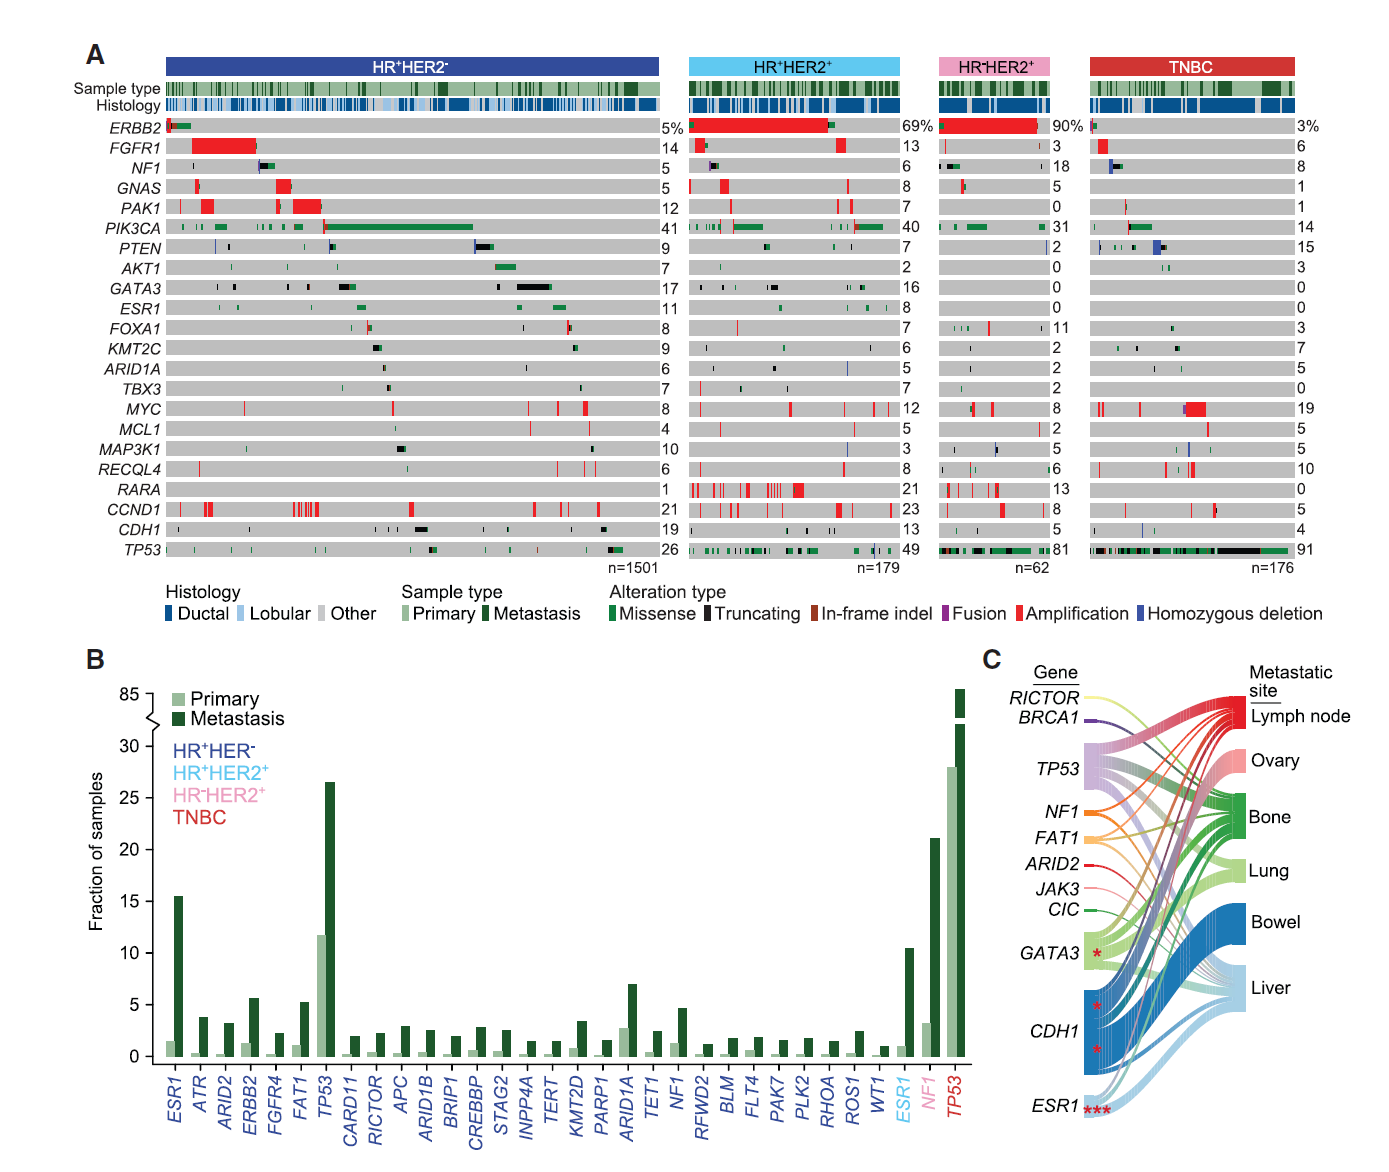 A
HR+HER2-
HR+HER2+
HR-HER2+
TNBC
Sample type
Histology
ERBB2 5% 69% 90% 3%
FGFR1 14 13 3 6
NF1 5 6 18 8
GNAS 5 8 5 1
PAK1 12 7 0 1
PIK3CA 41 40 31 14
PTEN 9 7 2 15
AKT1 7 2 0 3
GATA3 17 16 0 0
ESR1 11 8 0 0
FOXA1 8 7 11 3
KMT2C 9 6 2 7
ARID1A 6 5 2 5
TBX3 7 7 2 0
MYC 8 12 8 19
MCL1 4 5 2 5
MAP3K1 10 3 5 5
RECQL4 6 8 6 10
RARA 1 21 13 0
CCND1 21 23 8 5
CDH1 19 13 5 4
TP53 26 49 81 91
n=1501 n=179 n=62 n=176
Histology Sample type Alteration type
Ductal Lobular Other Primary Metastasis Missense Truncating In-frame indel Fusion Amplification Homozygous deletion
B
Fraction of samples
85
30
25
20
15
10
5
0
Primary
Metastasis
HR+HER-
HR+HER2+
HR-HER2+
TNBC
ESR1
ATR
ARID2
ERBB2
FGFR4
FAT1
TP53
CARD11
RICTOR
APC
ARID1B
BRIP1
CREBBP
STAG2
INPP4A
TERT
KMT2D
PARP1
ARID1A
TET1
NF1
RFWD2
BLM
FLT4
PAK7
PLK2
RHOA
ROS1
WT1
ESR1
NF1
TP53
C
Gene
RICTOR
BRCA1
TP53
NF1
FAT1
ARID2
JAK3
CIC
GATA3 *
CDH1 * *
ESR1 ***
Metastatic
site
Lymph node
Ovary
Bone
Lung
Bowel
Liver